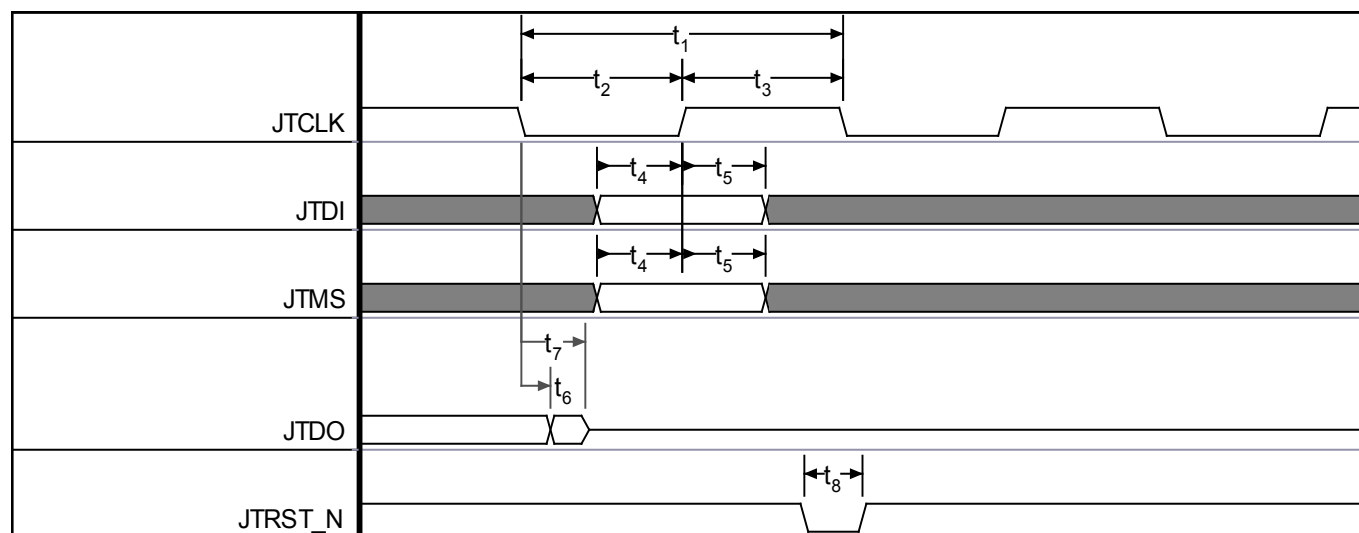 t1
t2 t3
JTCLK
t4 t5
JTDI
t4 t5
JTMS
t7
t6
JTDO
t8
JTRST_N